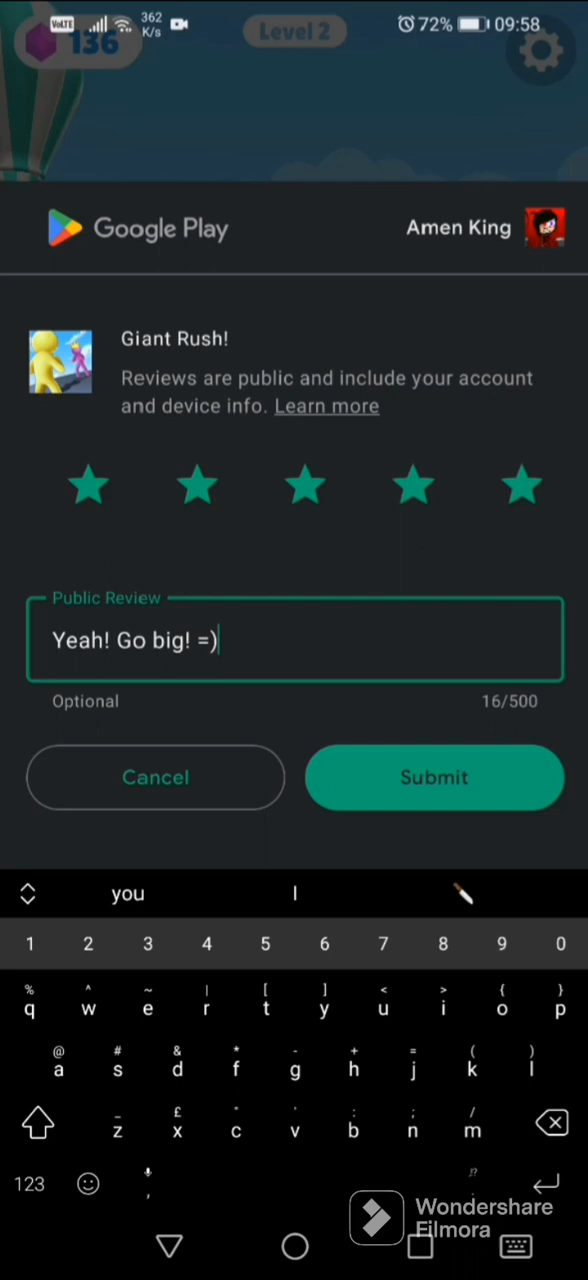 VoLTE 362 K/s 72% 09:58
136 Level 2
Google Play Amen King
Giant Rush!
Reviews are public and include your account
and device info. Learn more
Public Review
Yeah! Go big! =)
Optional 16/500
Cancel Submit
you I
1 2 3 4 5 6 7 8 9 0
% ^ ~ | [ ] < > { }
q w e r t y u i o p
@ # & * - + = ( )
a s d f g h j k l
_ £ " ' : ; /
z x c v b n m
123 , !?
Wondershare
Filmora